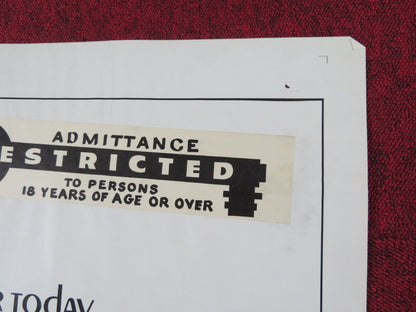 ADMITTANCE
ESTRICTED
TO PERSONS
18 YEARS OF AGE OR OVER
R TODAY